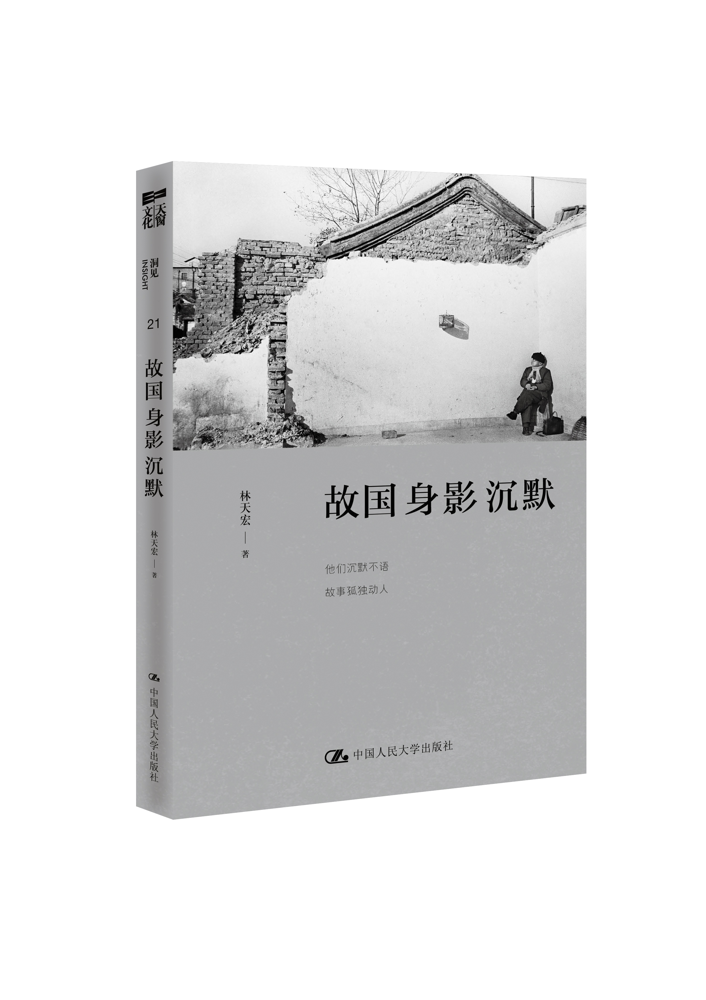 天窗
文化
洞见
INSIGHT
21
故国 身影 沉默
林天宏 — 著
中国人民大学出版社
故国 身影 沉默
林天宏 — 著
他们沉默不语
故事孤独动人
中国人民大学出版社